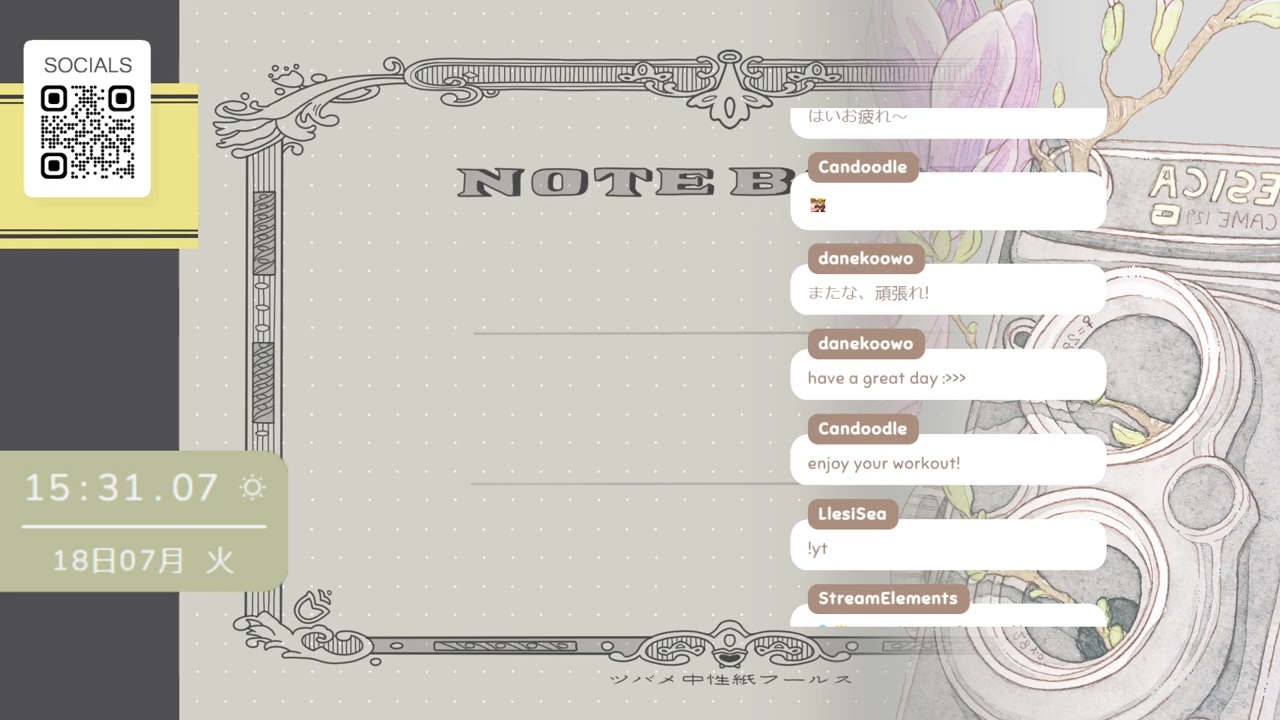 SOCIALS
15:31.07
18日07月 火
NOTE B
ツバメ中性紙フールス
はいお疲れ〜
Candoodle
danekoowo
またな、頑張れ!
danekoowo
have a great day :>>>
Candoodle
enjoy your workout!
LlesiSea
!yt
StreamElements